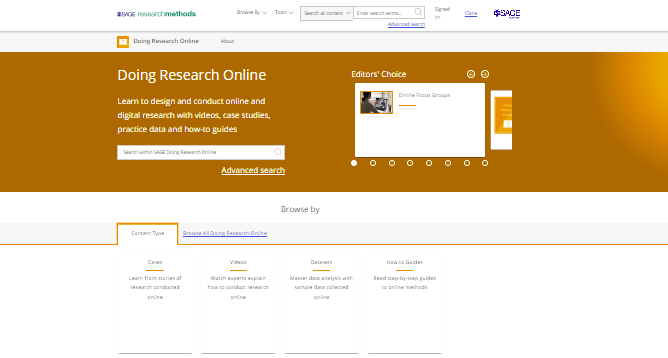 SAGE researchmethods
Browse By
Tools
Search all content
Enter search terms...
Signed
in:
Claire
SAGE
Advanced search
Doing Research Online
About
Doing Research Online
Learn to design and conduct online and
digital research with videos, case studies,
practice data and how-to guides
Search within SAGE Doing Research Online
Advanced search
Editors' Choice
Online Focus Groups
Browse by
Content Type
Browse All Doing Research Online
Cases
Learn from stories of
research conducted
online
Videos
Watch experts explain
how to conduct research
online
Datasets
Master data analysis with
sample data collected
online
How to Guides
Read step-by-step guides
to online methods